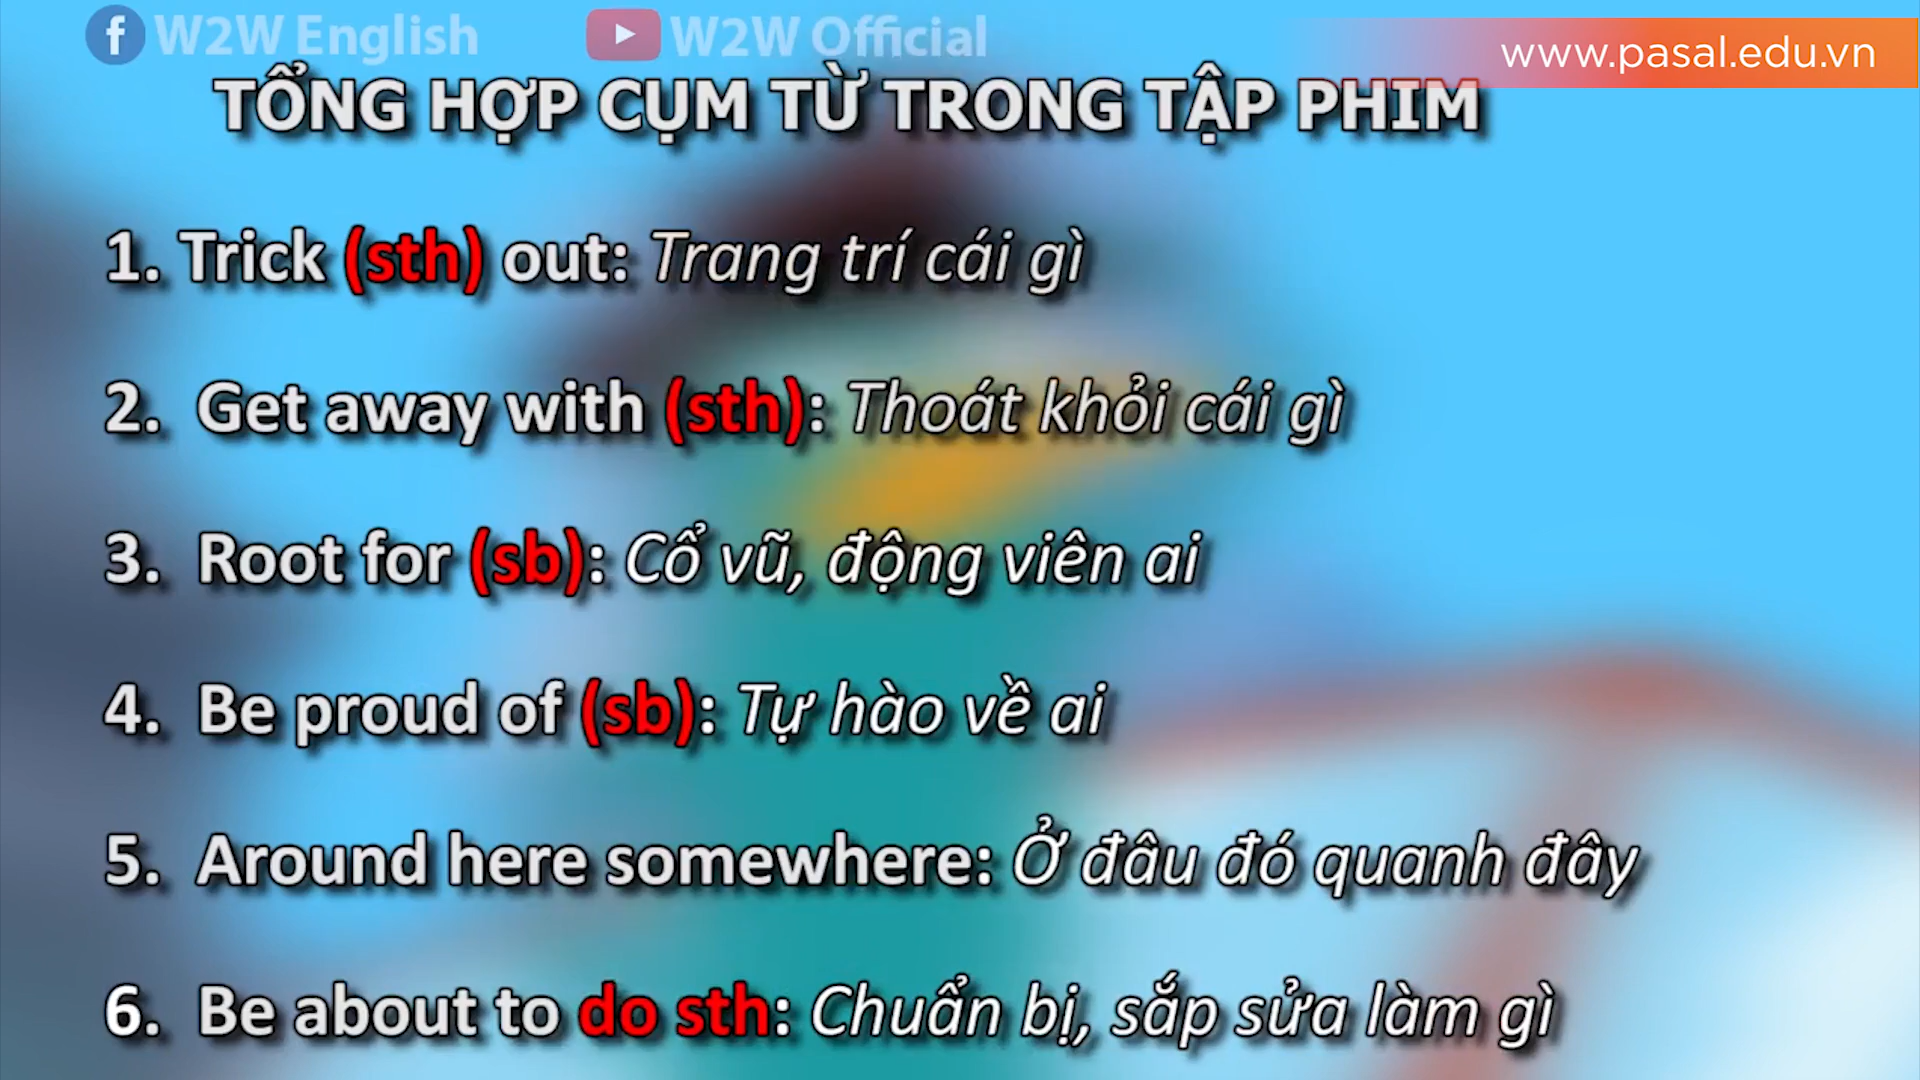 W2W English
W2W Official
www.pasal.edu.vn
TỔNG HỢP CỤM TỪ TRONG TẬP PHIM
1. Trick (sth) out: Trang trí cái gì
2. Get away with (sth): Thoát khỏi cái gì
3. Root for (sb): Cổ vũ, động viên ai
4. Be proud of (sb): Tự hào về ai
5. Around here somewhere: Ở đâu đó quanh đây
6. Be about to do sth: Chuẩn bị, sắp sửa làm gì